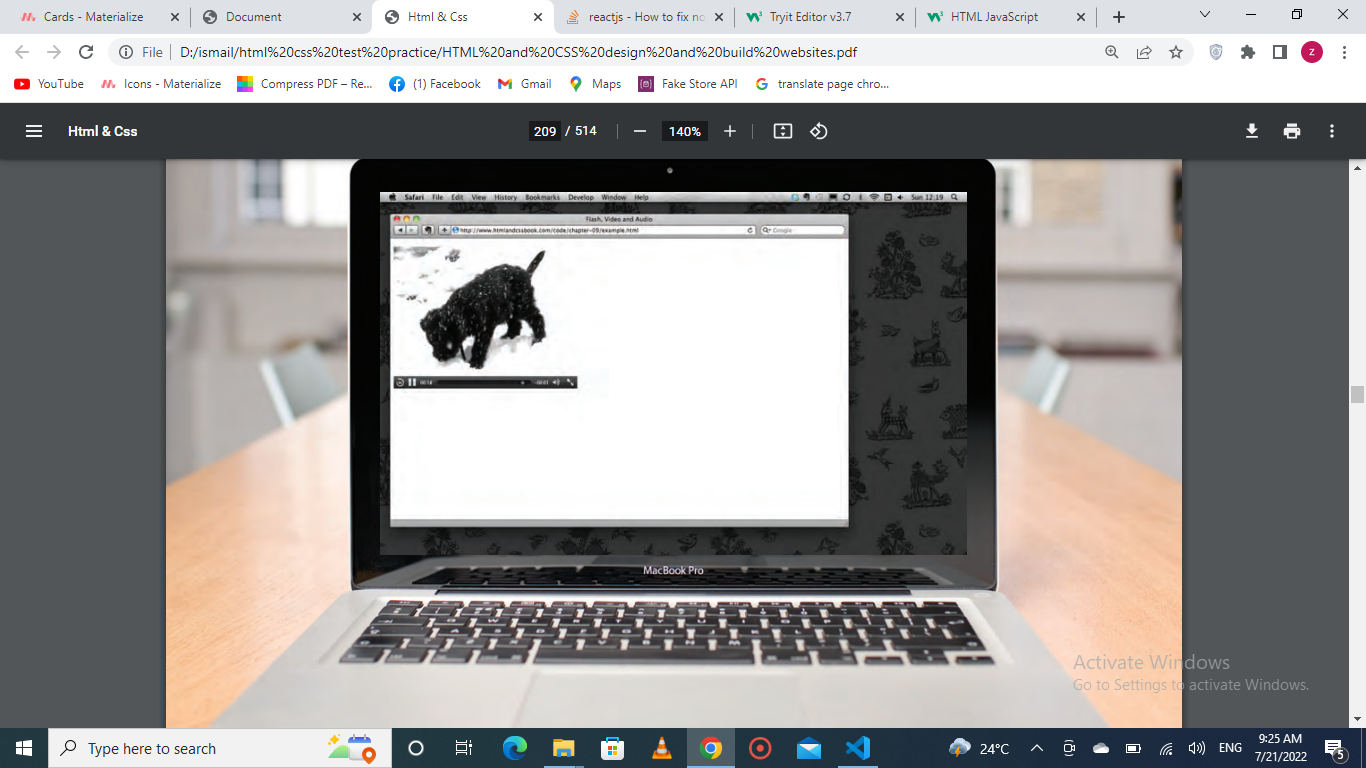 Cards - Materialize
Document
Html & Css
reactjs - How to fix no
Tryit Editor v3.7
HTML JavaScript
File
D:/ismail/html%20css%20test%20practice/HTML%20and%20CSS%20design%20and%20build%20websites.pdf
z
YouTube
Icons - Materialize
Compress PDF – Re...
(1) Facebook
Gmail
Maps
Fake Store API
translate page chro...
Html & Css
209 / 514
140%
Safari File Edit View History Bookmarks Develop Window Help
Sun 12:19
Flash, Video and Audio
http://www.htmlandcssbook.com/code/chapter-09/example.html
Google
MacBook Pro
Activate Windows
Go to Settings to activate Windows.
Type here to search
24°C
ENG
9:25 AM
7/21/2022
5